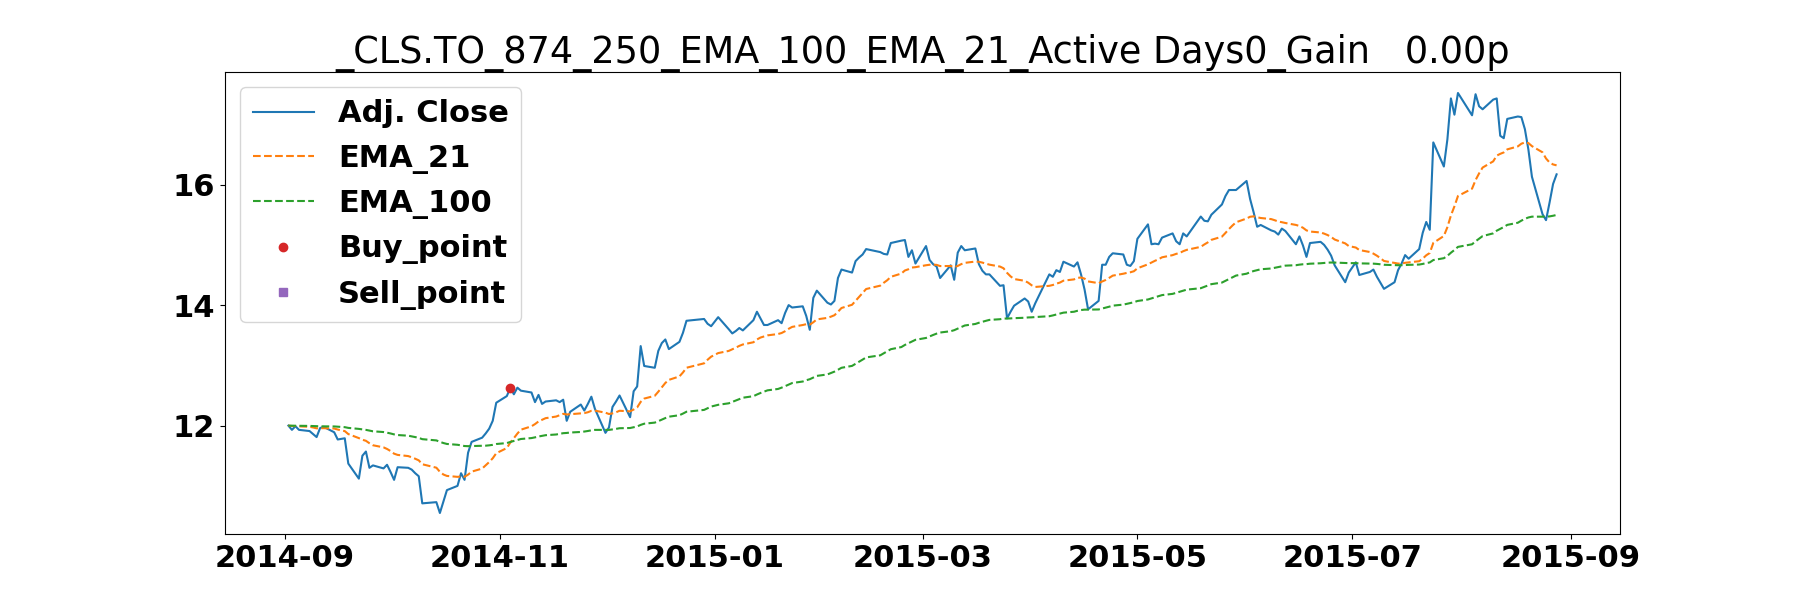 _CLS.TO_874_250_EMA_100_EMA_21_Active Days0_Gain   0.00p
Adj. Close
EMA_21
EMA_100
Buy_point
Sell_point
16
14
12
2014-09 2014-11 2015-01 2015-03 2015-05 2015-07 2015-09